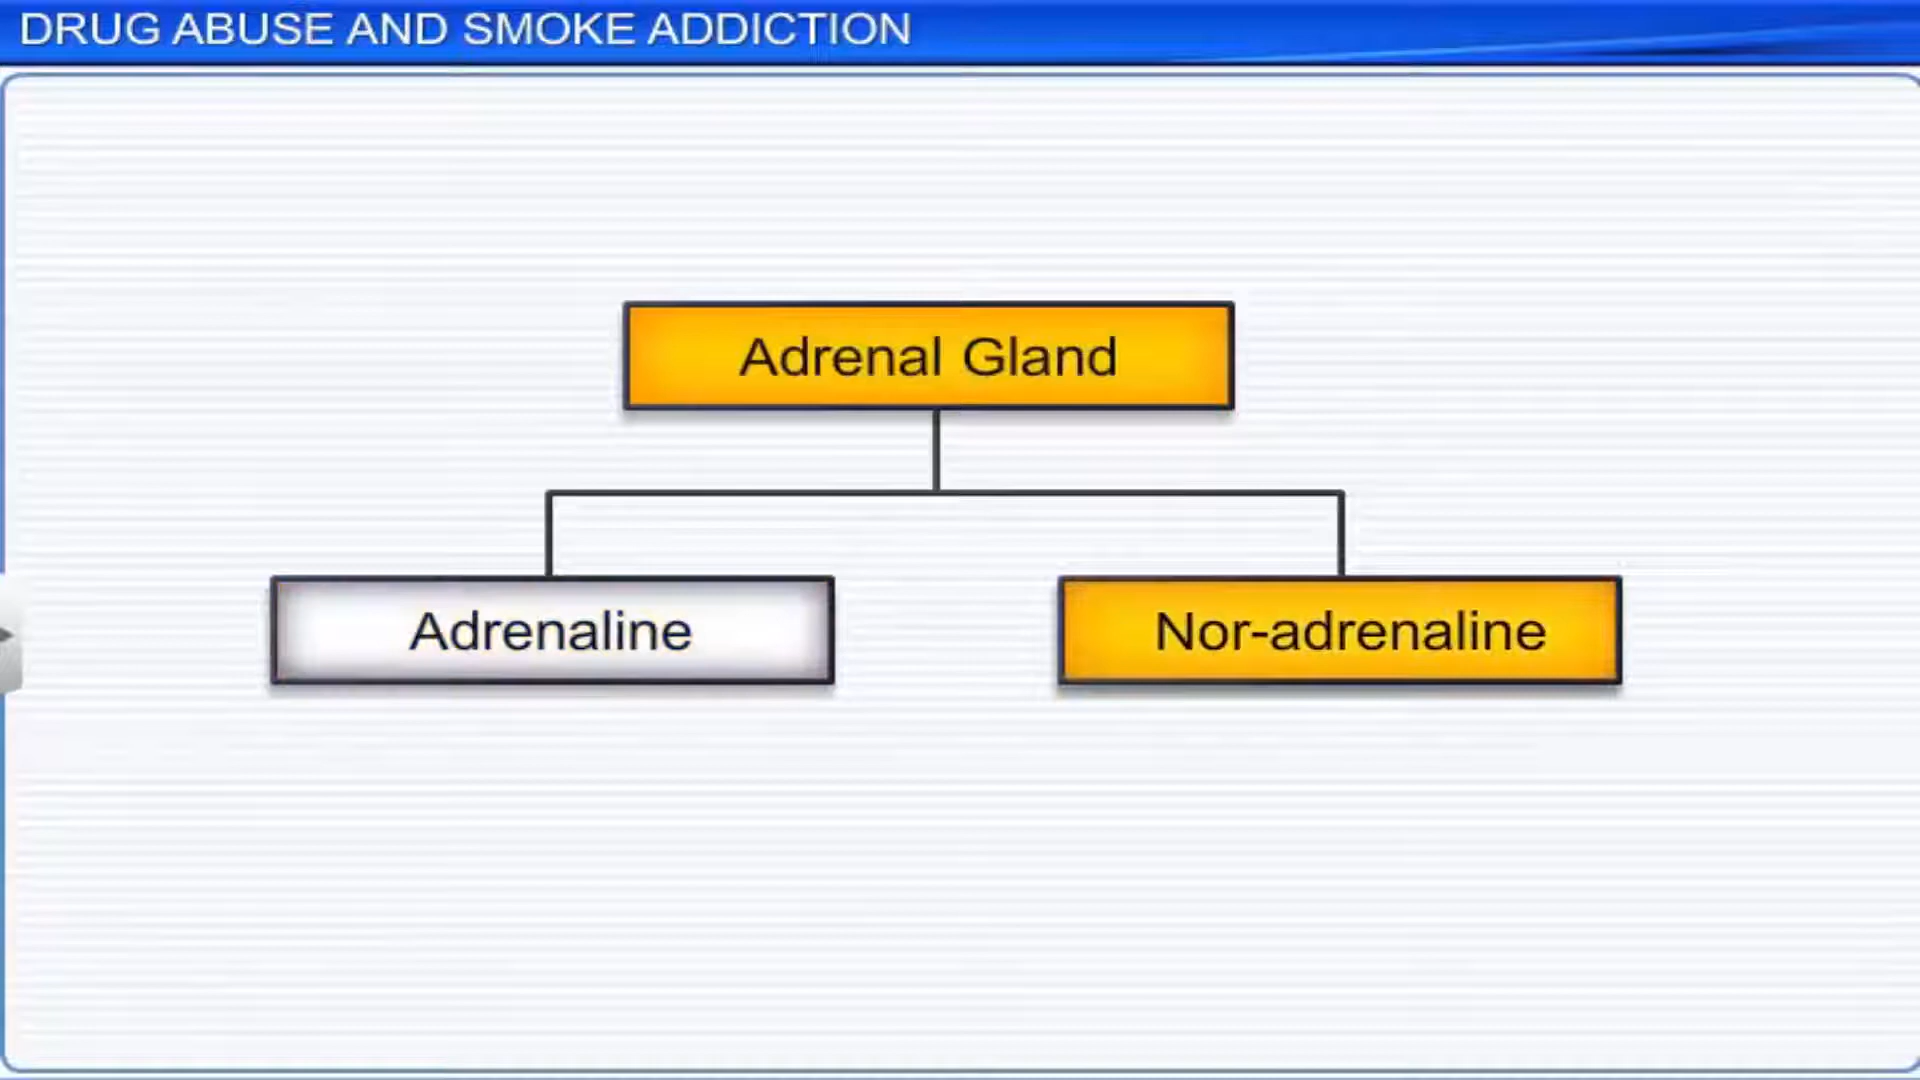 DRUG ABUSE AND SMOKE ADDICTION
Adrenal Gland
Adrenaline
Nor-adrenaline